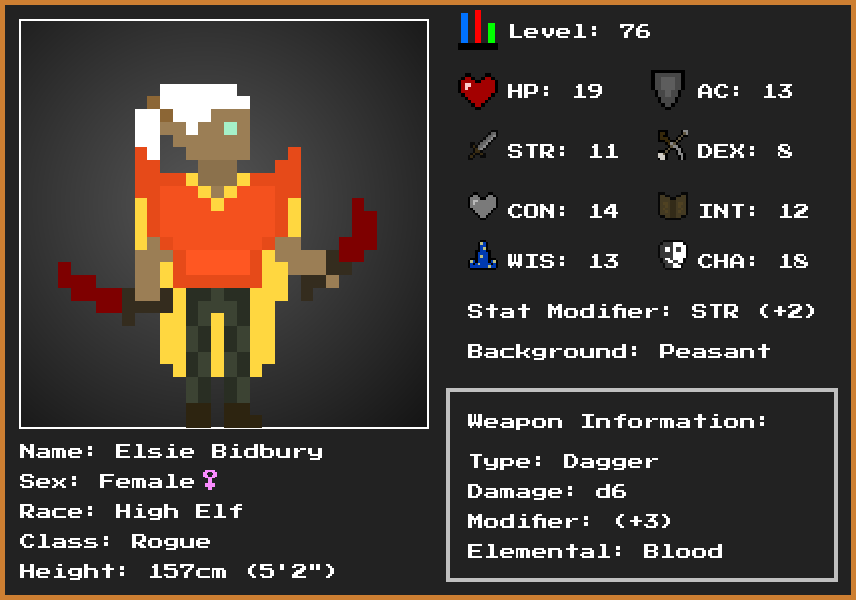 Level: 76
HP: 19 AC: 13
STR: 11 DEX: 8
CON: 14 INT: 12
WIS: 13 CHA: 18
Stat Modifier: STR (+2)
Background: Peasant
Weapon Information:
Type: Dagger
Damage: d6
Modifier: (+3)
Elemental: Blood
Name: Elsie Bidbury
Sex: Female♀
Race: High Elf
Class: Rogue
Height: 157cm (5'2")